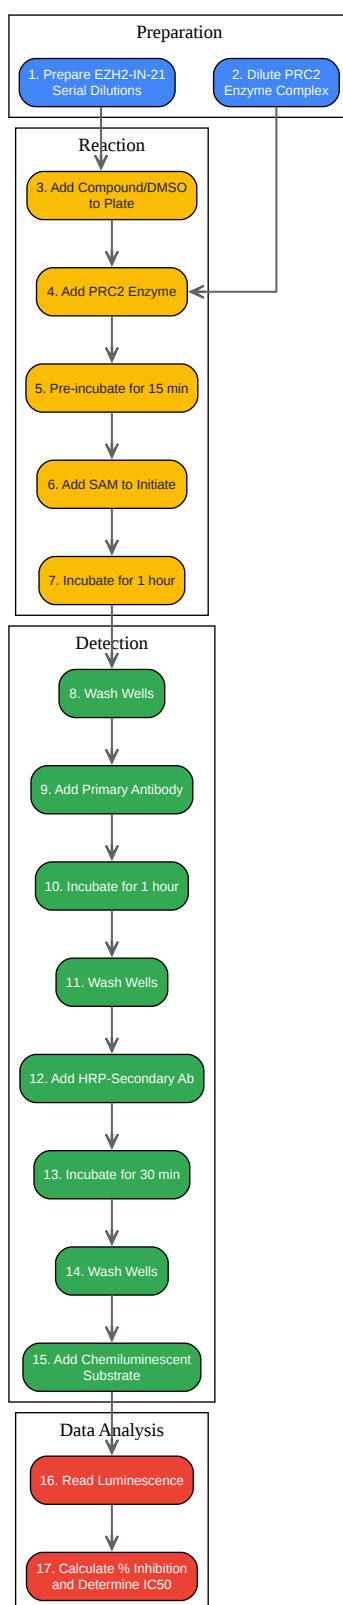 Preparation
1. Prepare EZH2-IN-21
Serial Dilutions
2. Dilute PRC2
Enzyme Complex
Reaction
3. Add Compound/DMSO
to Plate
4. Add PRC2 Enzyme
5. Pre-incubate for 15 min
6. Add SAM to Initiate
7. Incubate for 1 hour
Detection
8. Wash Wells
9. Add Primary Antibody
10. Incubate for 1 hour
11. Wash Wells
12. Add HRP-Secondary Ab
13. Incubate for 30 min
14. Wash Wells
15. Add Chemiluminescent
Substrate
Data Analysis
16. Read Luminescence
17. Calculate % Inhibition
and Determine IC50